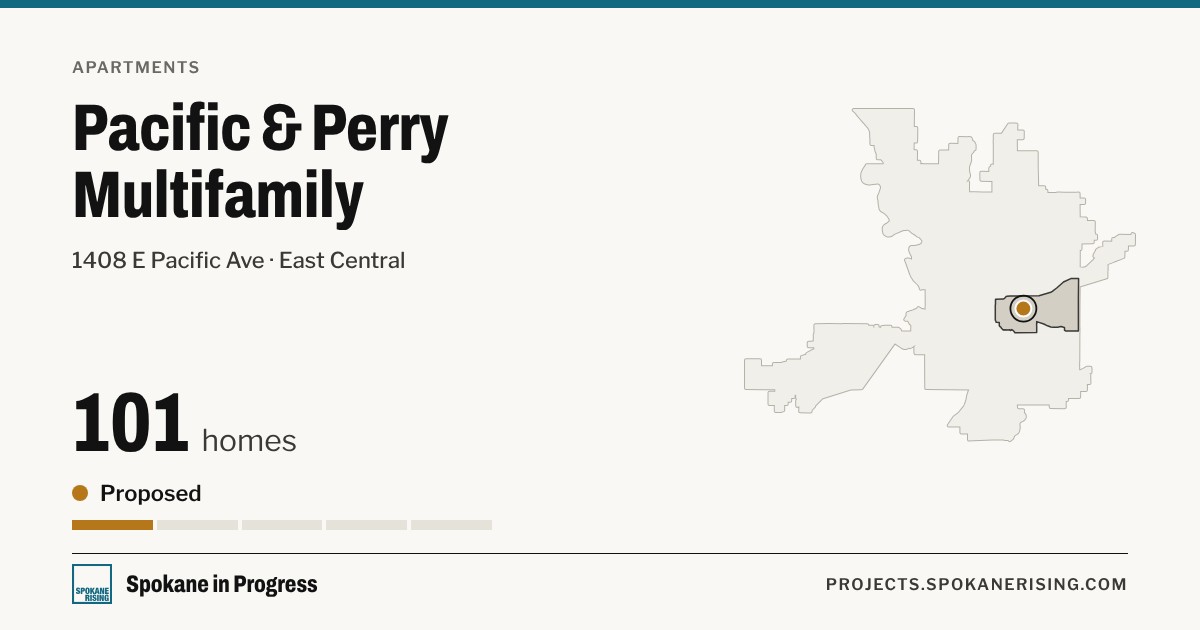 APARTMENTS
Pacific & Perry
Multifamily
1408 E Pacific Ave · East Central
101 homes
Proposed
SPOKANE
RISING
Spokane in Progress
PROJECTS.SPOKANERISING.COM